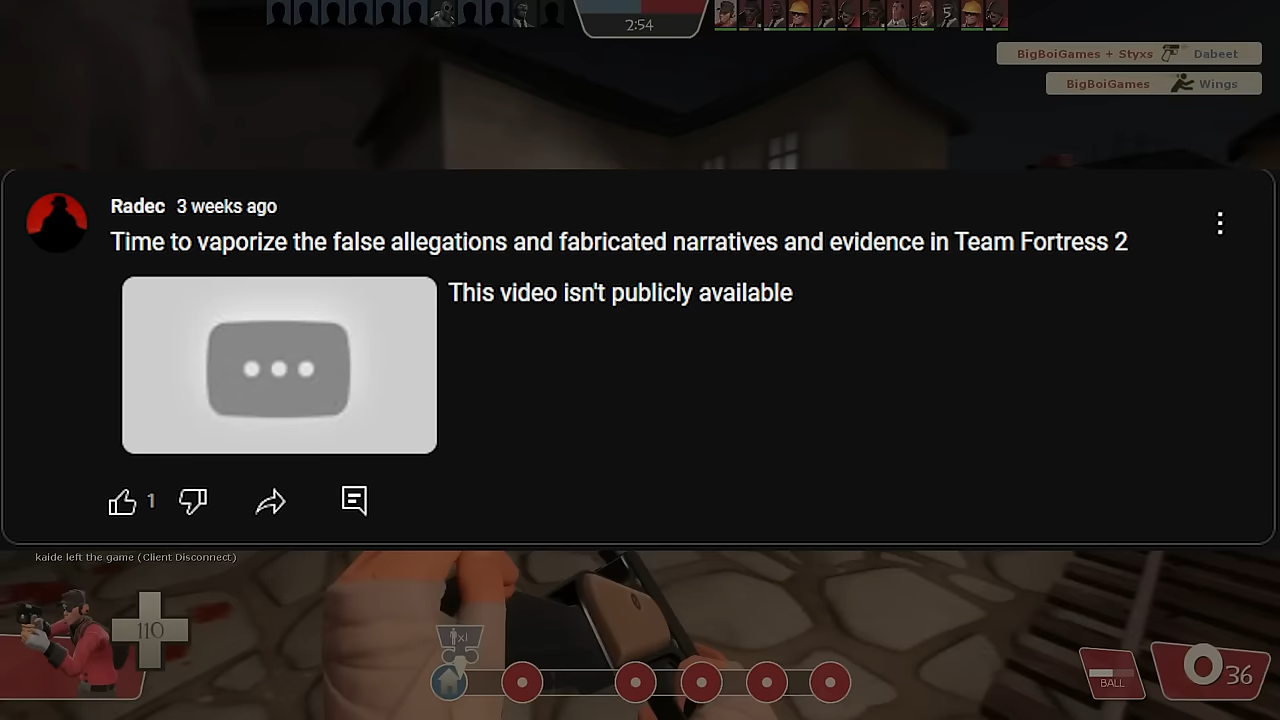 2:54
BigBoiGames + Styxs Dabeet
BigBoiGames Wings
Radec 3 weeks ago
Time to vaporize the false allegations and fabricated narratives and evidence in Team Fortress 2
This video isn't publicly available
1
kaide left the game (Client Disconnect)
110
x1
BALL
0 36